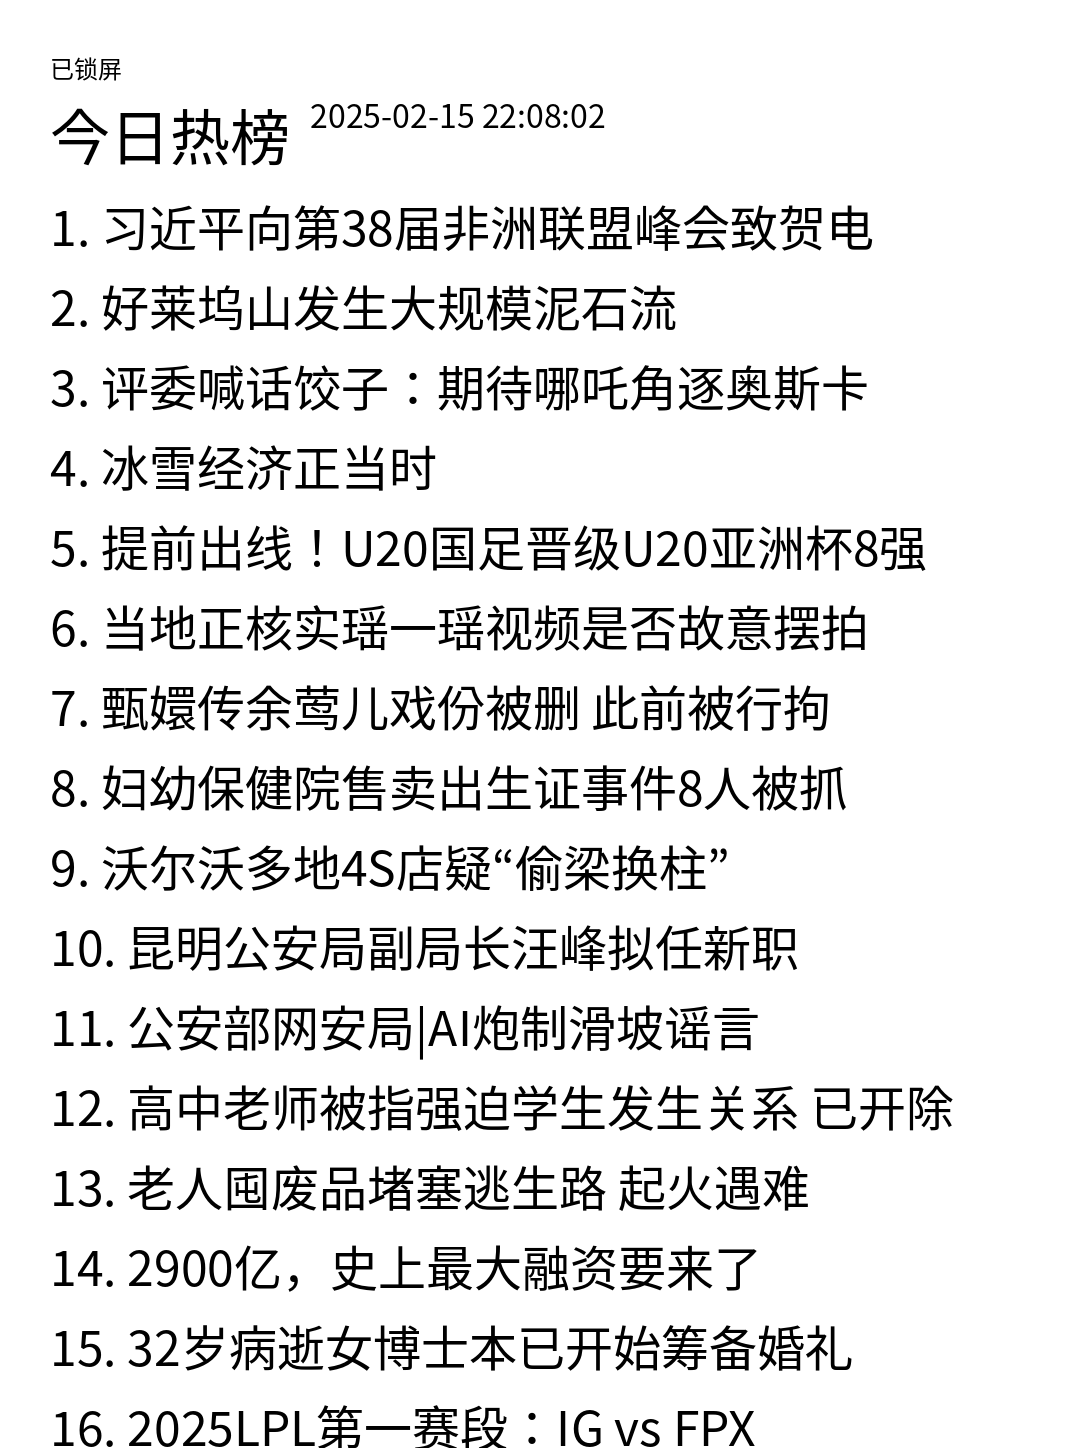 已锁屏
今日热榜 2025-02-15 22:08:02
1. 习近平向第38届非洲联盟峰会致贺电
2. 好莱坞山发生大规模泥石流
3. 评委喊话饺子：期待哪吒角逐奥斯卡
4. 冰雪经济正当时
5. 提前出线！U20国足晋级U20亚洲杯8强
6. 当地正核实瑶一瑶视频是否故意摆拍
7. 甄嬛传余莺儿戏份被删 此前被行拘
8. 妇幼保健院售卖出生证事件8人被抓
9. 沃尔沃多地4S店疑“偷梁换柱”
10. 昆明公安局副局长汪峰拟任新职
11. 公安部网安局|AI炮制滑坡谣言
12. 高中老师被指强迫学生发生关系 已开除
13. 老人囤废品堵塞逃生路 起火遇难
14. 2900亿，史上最大融资要来了
15. 32岁病逝女博士本已开始筹备婚礼
16. 2025LPL第一赛段：IG vs FPX